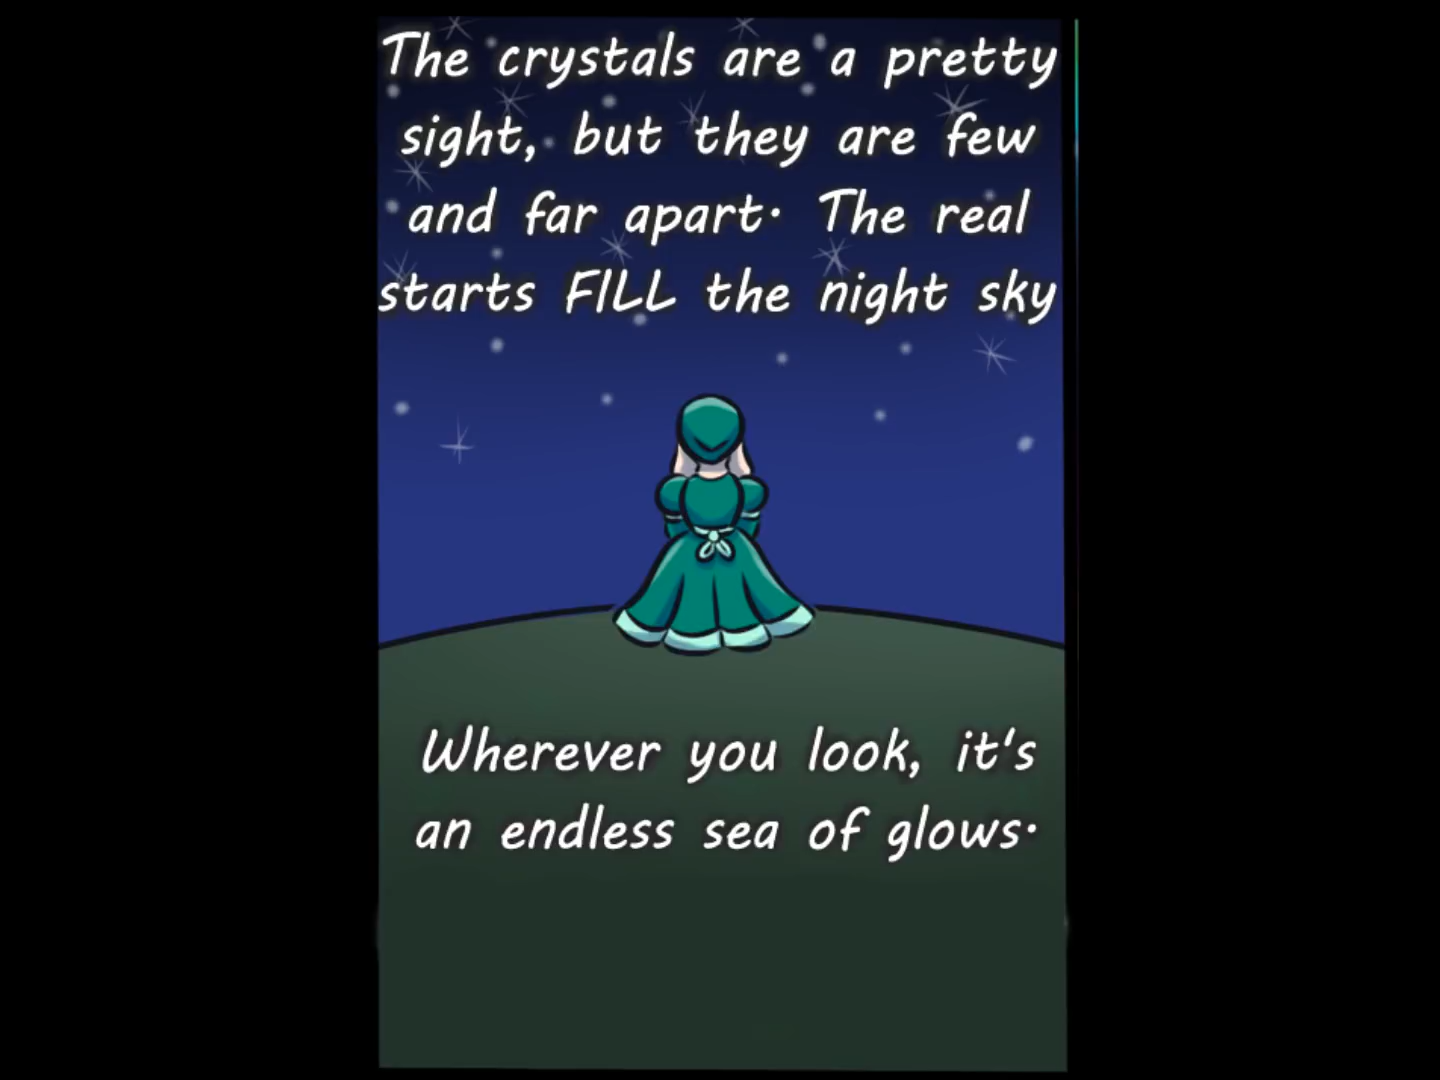 The crystals are a pretty
sight, but they are few
and far apart. The real
starts FILL the night sky
Wherever you look, it's
an endless sea of glows.